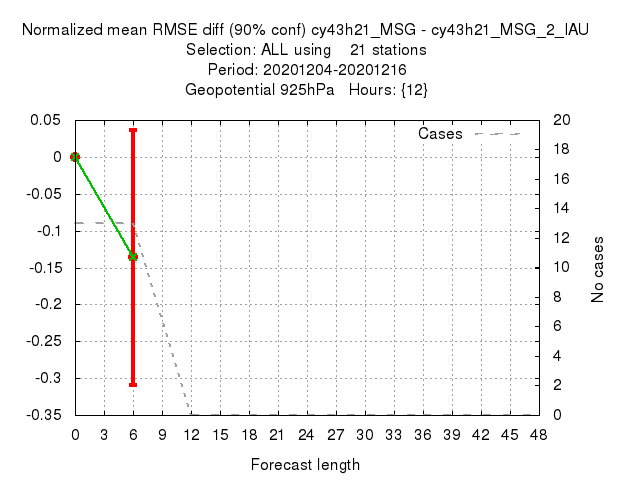 Normalized mean RMSE diff (90% conf) cy43h21_MSG - cy43h21_MSG_2_IAU
Selection: ALL using 21 stations
Period: 20201204-20201216
Geopotential 925hPa Hours: {12}
Cases
0.05
0
-0.05
-0.1
-0.15
-0.2
-0.25
-0.3
-0.35
20
18
16
14
12
10
8
6
4
2
0
No cases
0 3 6 9 12 15 18 21 24 27 30 33 36 39 42 45 48
Forecast length